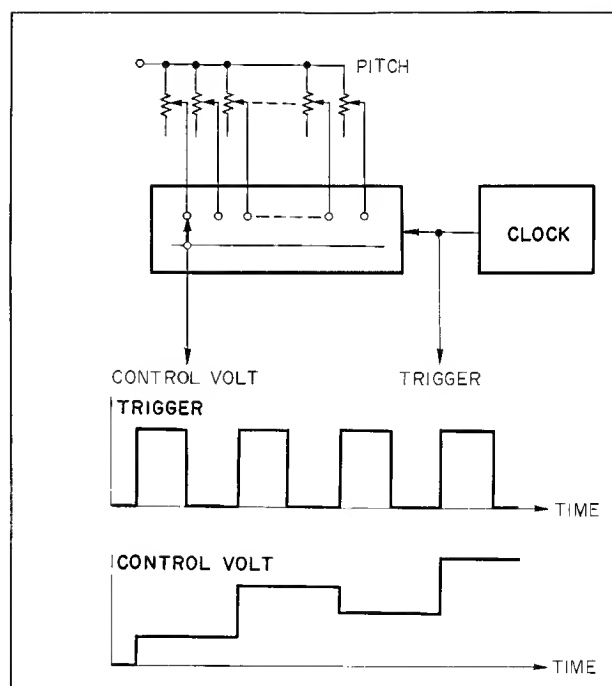 PITCH
CLOCK
CONTROL VOLT
TRIGGER
TRIGGER
TIME
CONTROL VOLT
TIME